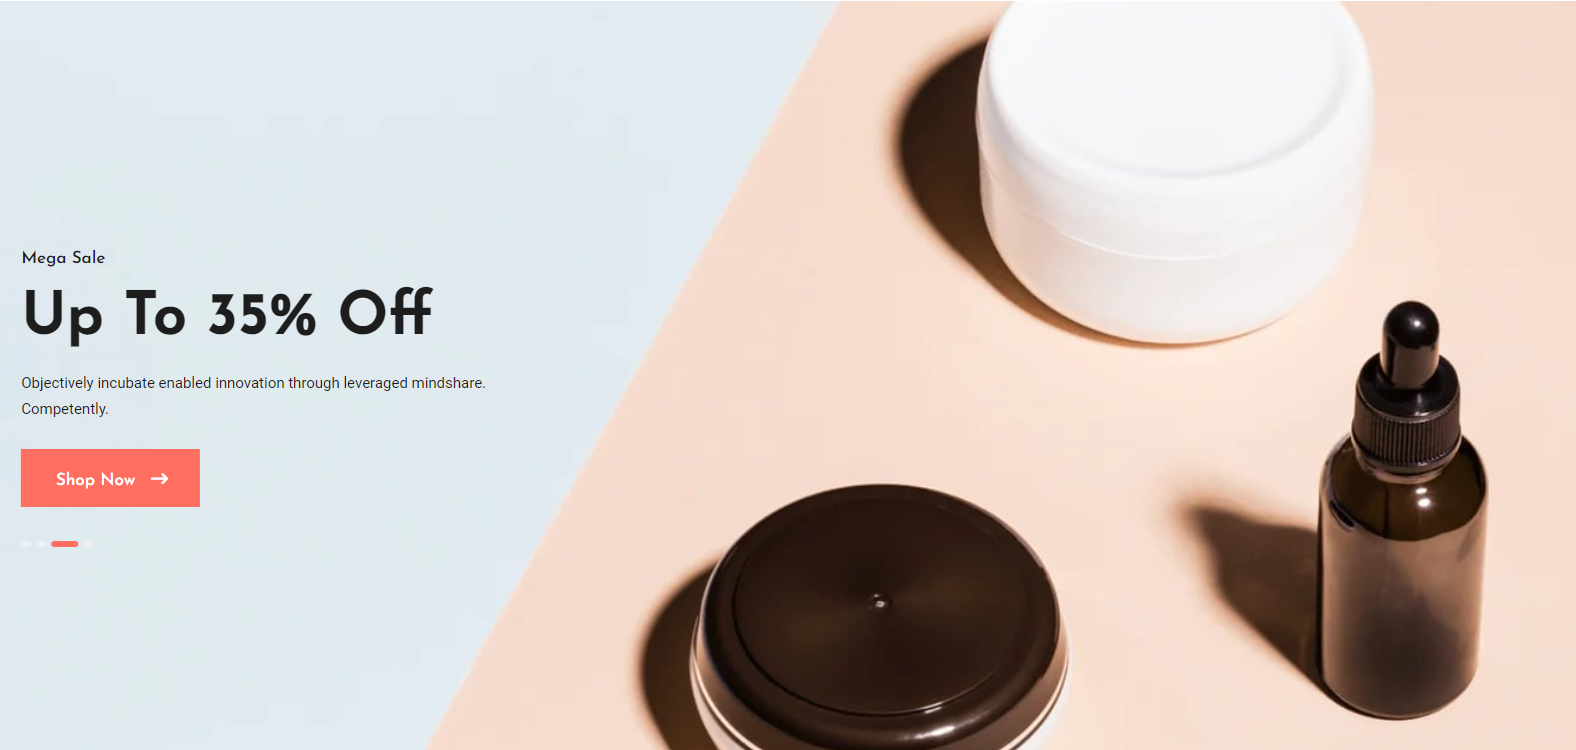 Mega Sale
Up To 35% Off
Objectively incubate enabled innovation through leveraged mindshare.
Competently.
Shop Now